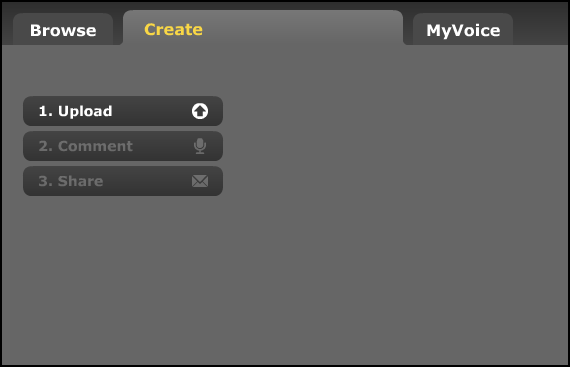 Browse Create MyVoice
1. Upload
2. Comment
3. Share